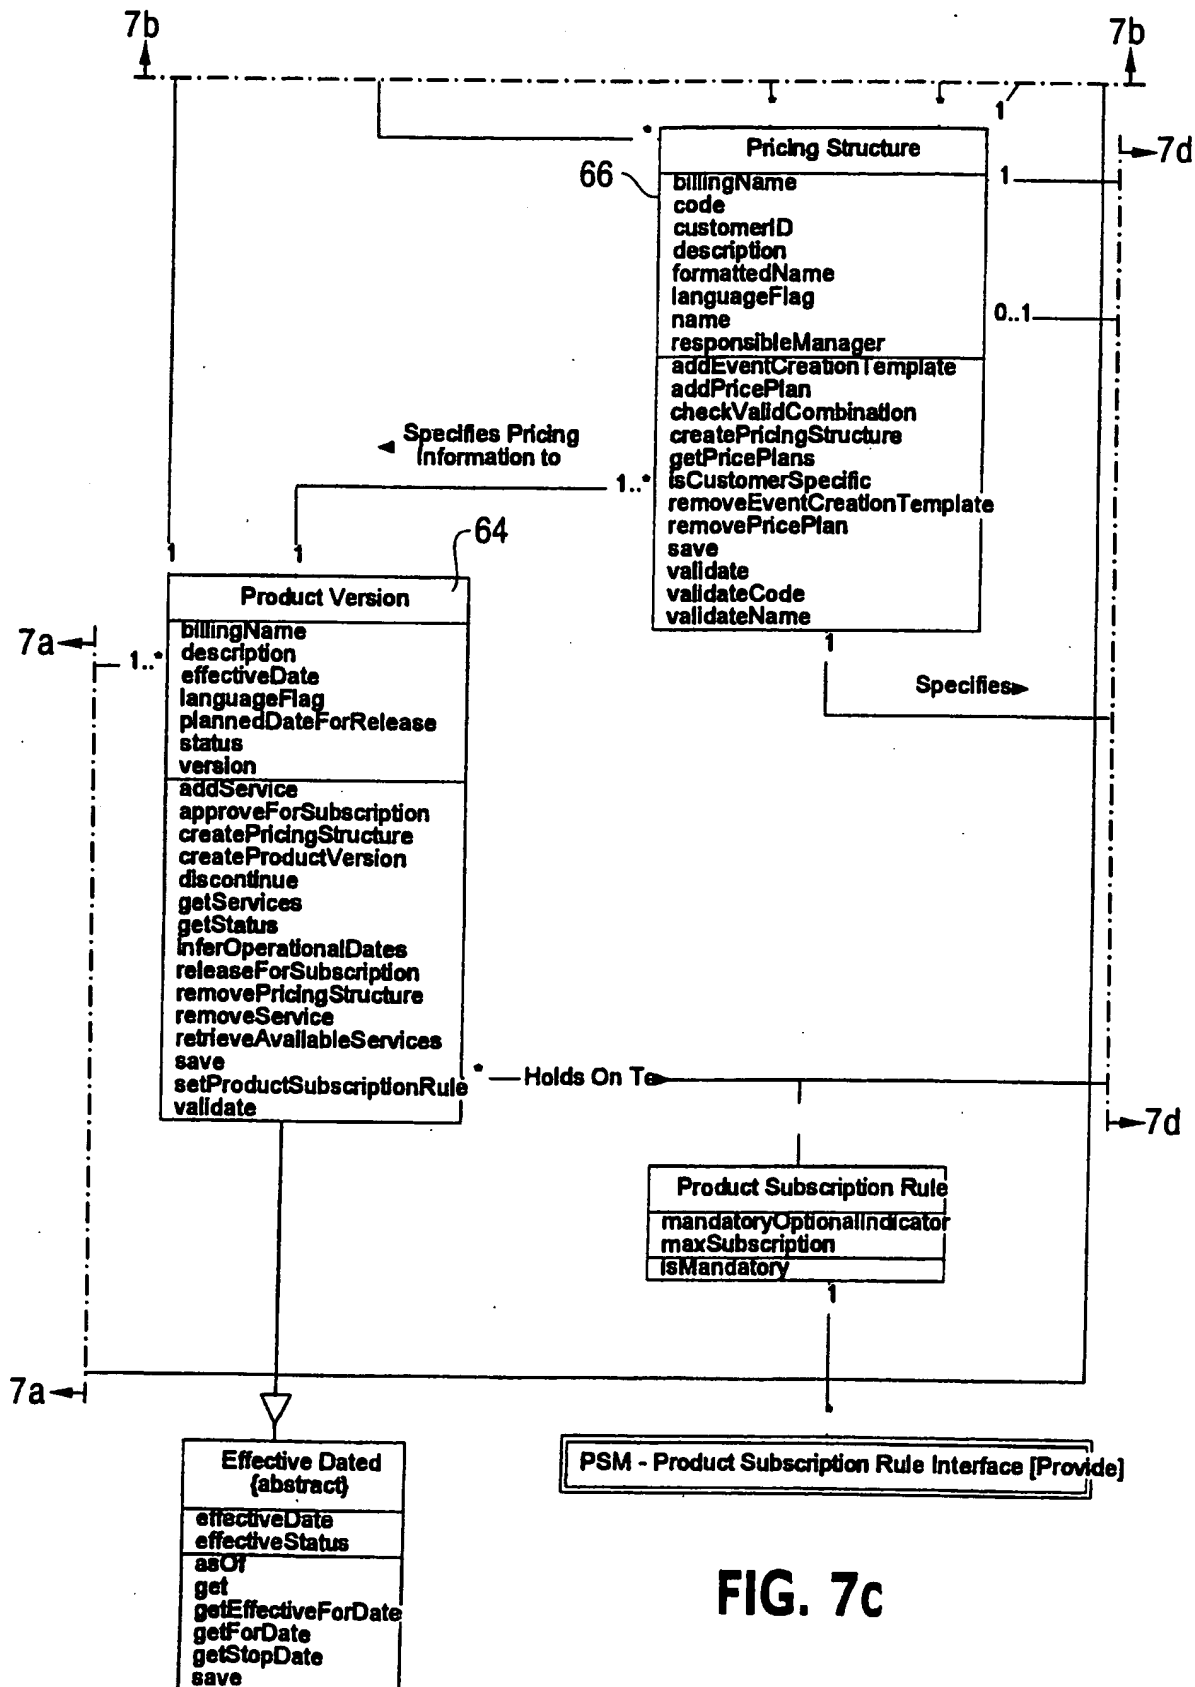 7b
7b
*
*
1
*
Pricing Structure
7d
66
billingName
1
code
customerID
description
formattedName
languageFlag
name
0..1
responsibleManager
addEventCreationTemplate
addPricePlan
checkValidCombination
createPricingStructure
getPricePlans
isCustomerSpecific
removeEventCreationTemplate
removePricePlan
save
validate
validateCode
validateName
Specifies Pricing
Information to
1..*
1
1
64
1
Specifies
Product Version
7a
1..*
billingName
description
effectiveDate
languageFlag
plannedDateForRelease
status
version
addService
approveForSubscription
createPricingStructure
createProductVersion
discontinue
getServices
getStatus
inferOperationalDates
releaseForSubscription
removePricingStructure
removeService
retrieveAvailableServices
save
setProductSubscriptionRule
validate
*
Holds On To
7d
Product Subscription Rule
mandatoryOptionalIndicator
maxSubscription
isMandatory
1
7a
*
Effective Dated
{abstract}
effectiveDate
effectiveStatus
asOf
get
getEffectiveForDate
getForDate
getStopDate
save
PSM - Product Subscription Rule Interface [Provide]
FIG. 7c